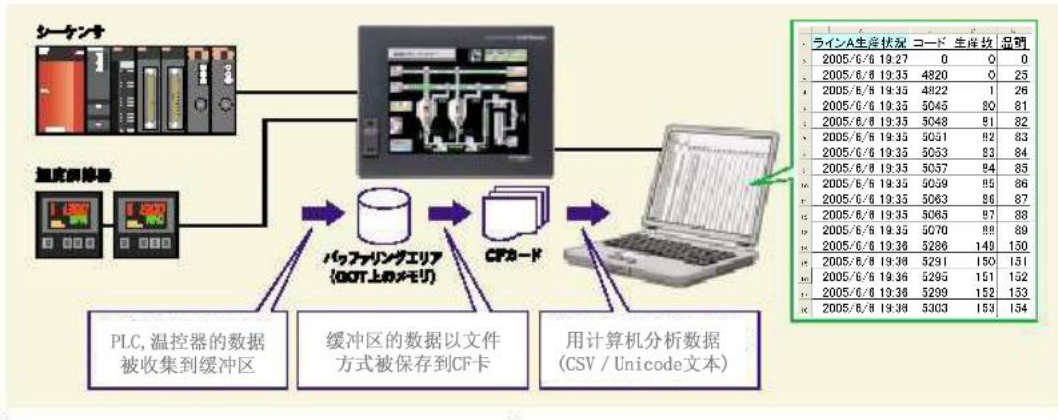 シーケンサ
温度調節器
バッファリングエリア
(GOT上のメモリ)
CFカード
PLC,温控器的数据
被收集到缓冲区
缓冲区的数据以文件
方式被保存到CF卡
用计算机分析数据
(CSV / Unicode文本)
ラインA生産状況 コード 生産数 品調
2005/6/6 19:27 0 0 0
2005/6/6 19:35 4820 0 25
2005/6/6 19:35 4822 1 26
2005/6/6 19:35 5045 80 81
2005/6/6 19:35 5048 81 82
2005/6/6 19:35 5051 82 83
2005/6/6 19:35 5053 83 84
2005/6/6 19:35 5057 84 85
2005/6/6 19:35 5059 85 86
2005/6/6 19:35 5063 86 87
2005/6/6 19:35 5065 87 88
2005/6/6 19:35 5070 88 89
2005/6/6 19:36 5286 149 150
2005/6/6 19:36 5291 150 151
2005/6/6 19:36 5295 151 152
2005/6/6 19:36 5299 152 153
2005/6/6 19:36 5303 153 154